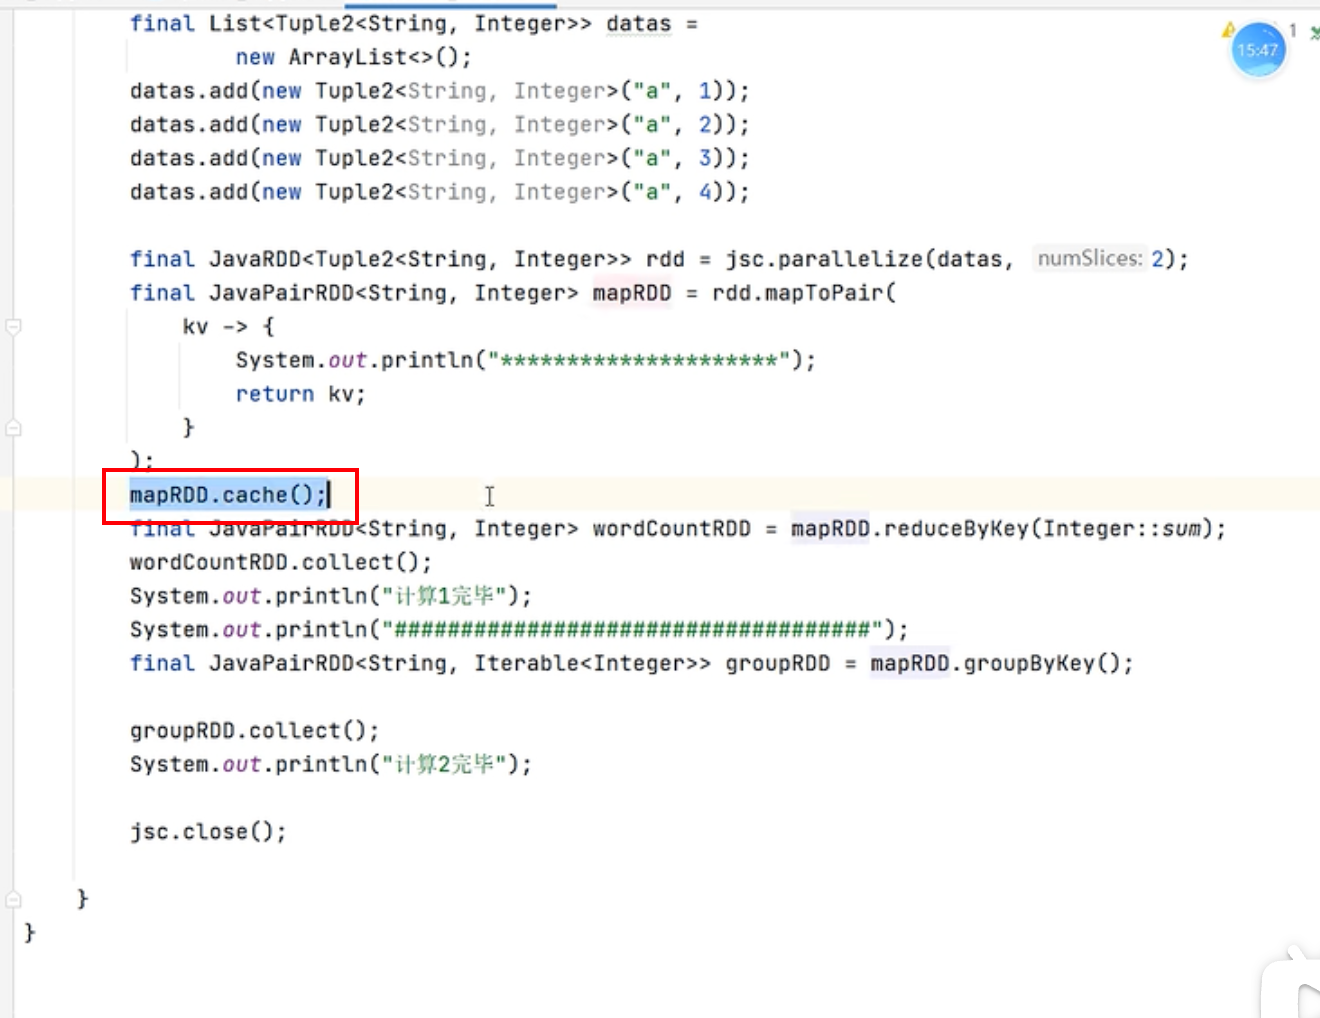 final List<Tuple2<String, Integer>> datas =
new ArrayList<>();
datas.add(new Tuple2<String, Integer>("a", 1));
datas.add(new Tuple2<String, Integer>("a", 2));
datas.add(new Tuple2<String, Integer>("a", 3));
datas.add(new Tuple2<String, Integer>("a", 4));
1
15:47
final JavaRDD<Tuple2<String, Integer>> rdd = jsc.parallelize(datas, numSlices: 2);
final JavaPairRDD<String, Integer> mapRDD = rdd.mapToPair(
kv -> {
System.out.println("*********************");
return kv;
}
);
mapRDD.cache();
final JavaPairRDD<String, Integer> wordCountRDD = mapRDD.reduceByKey(Integer::sum);
wordCountRDD.collect();
System.out.println("计算1完毕");
System.out.println("####################################");
final JavaPairRDD<String, Iterable<Integer>> groupRDD = mapRDD.groupByKey();
groupRDD.collect();
System.out.println("计算2完毕");
jsc.close();
}
}